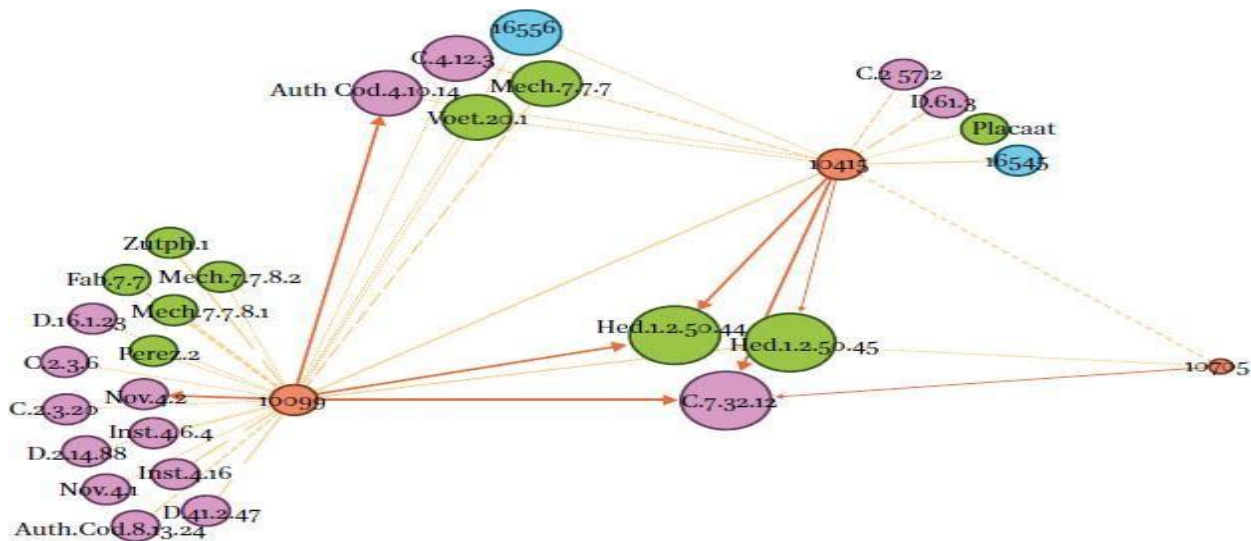 16556
C.4.12.3
Auth Cod.4.10.14
Mech.7.7.7
Voet.20.1
C.2 57.2
D.61.3
Placaat
16545
10415
Zutph.1
Fab.7.7
Mech.7.7.8.2
Mech.7.7.8.1
D.16.1.23
Perez.2
C.2.3.6
Nov.4.2
10099
C.2.3.20
Inst.4.6.4
D.2.14.88
Inst.4.16
Nov.4.1
D.41.2.47
Auth.Cod.8.13.24
Hed.1.2.50.44
Hed.1.2.50.45
C.7.32.12
10705